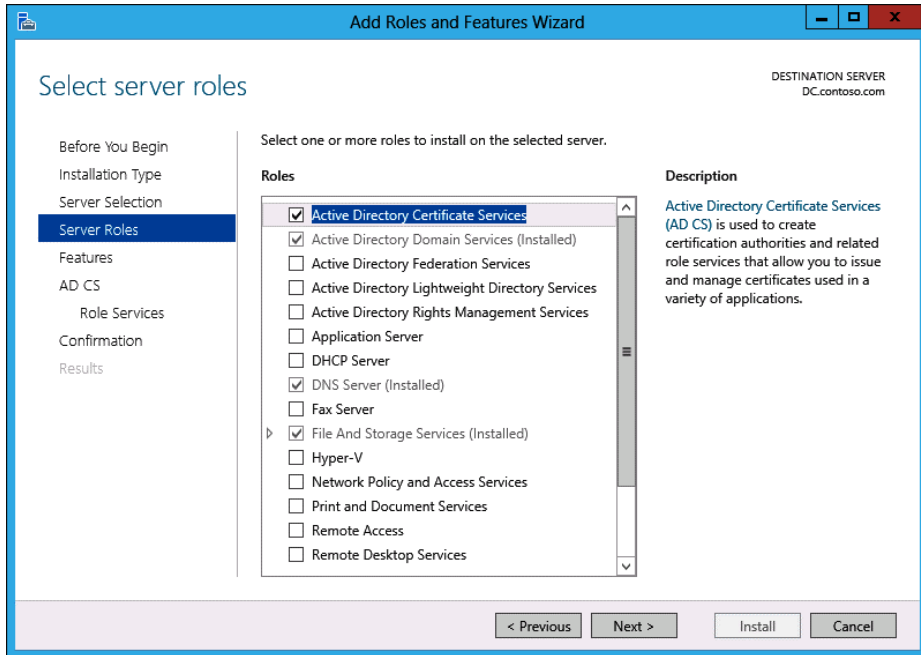 Add Roles and Features Wizard
Select server roles
DESTINATION SERVER
DC.contoso.com
Before You Begin
Installation Type
Server Selection
Server Roles
Features
AD CS
Role Services
Confirmation
Results
Select one or more roles to install on the selected server.
Roles
Active Directory Certificate Services
Active Directory Domain Services (Installed)
Active Directory Federation Services
Active Directory Lightweight Directory Services
Active Directory Rights Management Services
Application Server
DHCP Server
DNS Server (Installed)
Fax Server
File And Storage Services (Installed)
Hyper-V
Network Policy and Access Services
Print and Document Services
Remote Access
Remote Desktop Services
Description
Active Directory Certificate Services
(AD CS) is used to create
certification authorities and related
role services that allow you to issue
and manage certificates used in a
variety of applications.
< Previous
Next >
Install
Cancel